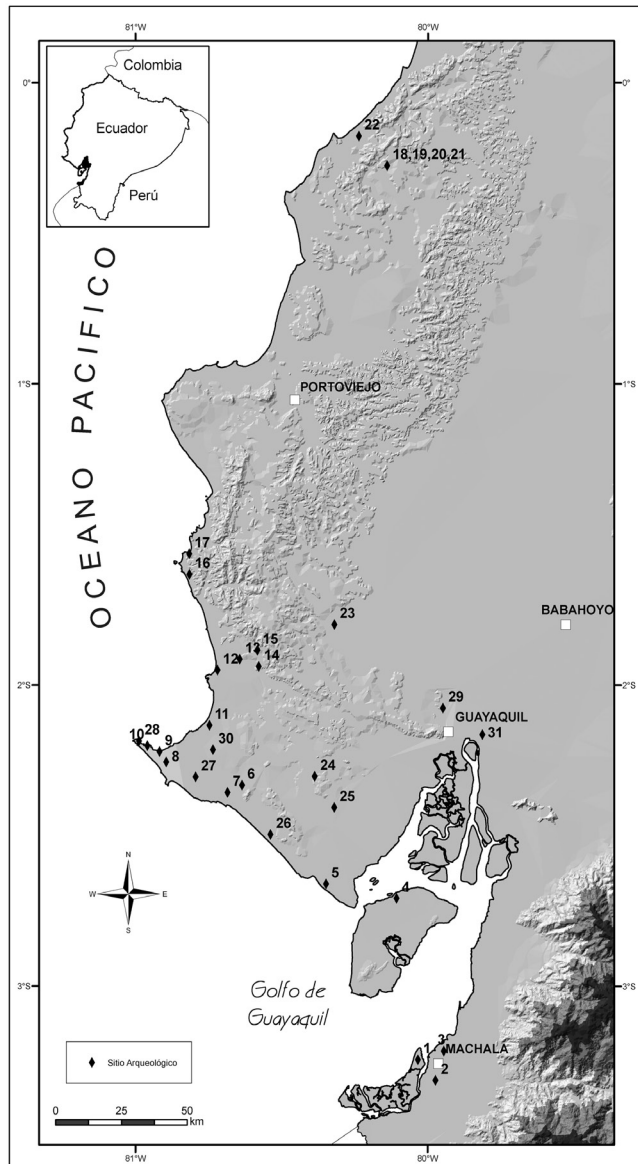 81°W
80°W
Colombia
Ecuador
Perú
0°
0°
22
18,19,20,21
OCEANO PACIFICO
1°S
1°S
PORTOVIEJO
17
16
23
BABAHOYO
15
13
12
14
2°S
2°S
29
11
GUAYAQUIL
31
10
28
9
30
8
27
24
7
6
25
26
5
4
N
W
E
S
3°S
3°S
Golfo de
Guayaquil
1
3
MACHALA
2
Sitio Arqueológico
0
25
50
km
81°W
80°W